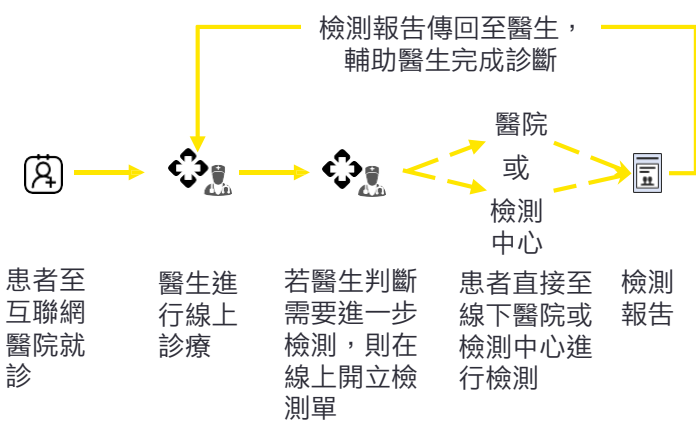 檢測報告傳回至醫生，
輔助醫生完成診斷
醫院
或
檢測
中心
患者至
互聯網
醫院就
診
醫生進
行線上
診療
若醫生判斷
需要進一步
檢測，則在
線上開立檢
測單
患者直接至
線下醫院或
檢測中心進
行檢測
檢測
報告